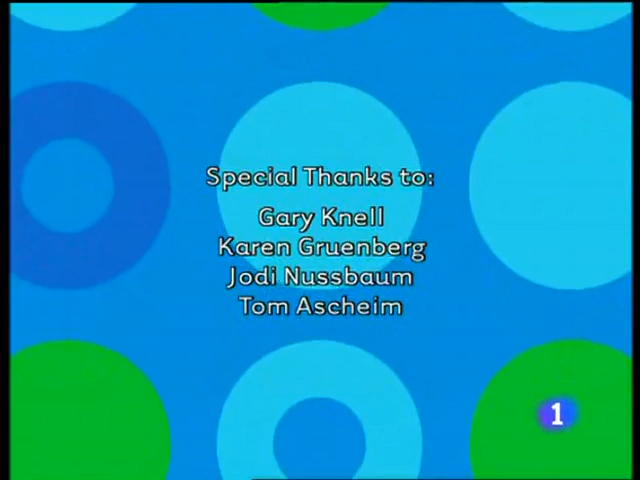 Special Thanks to:
Gary Knell
Karen Gruenberg
Jodi Nussbaum
Tom Ascheim
1